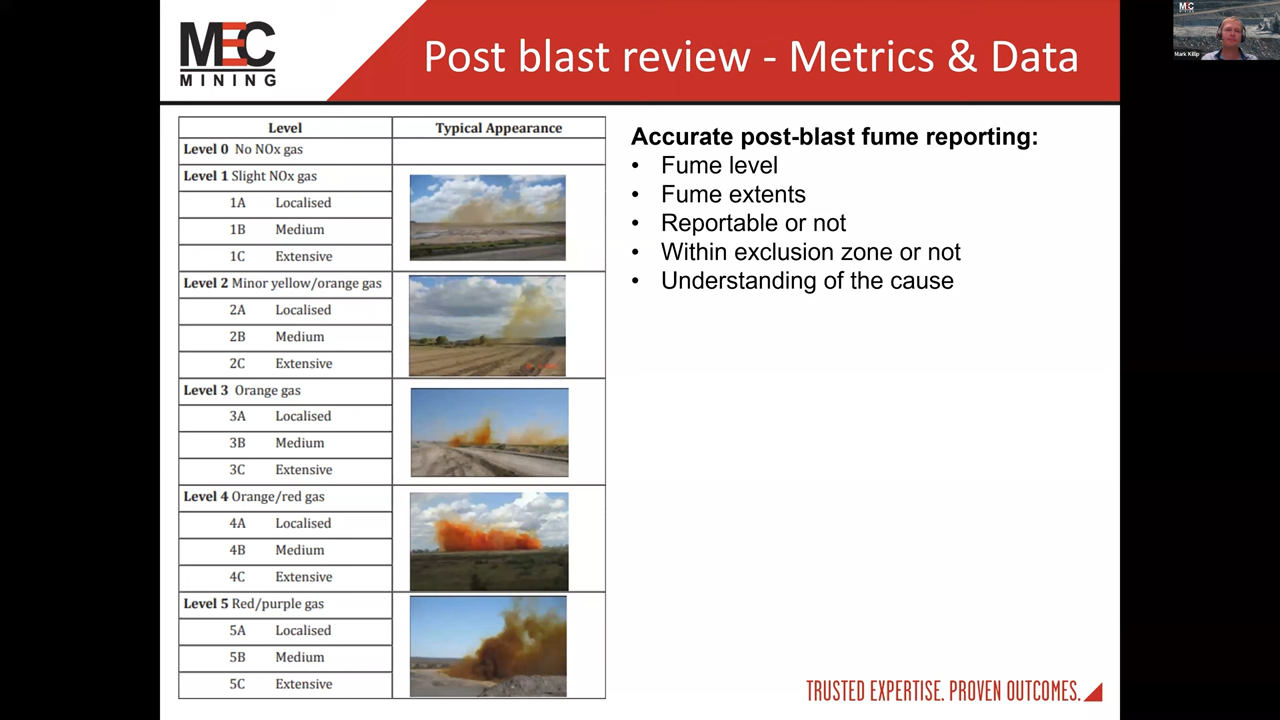 MEC
MINING
Post blast review - Metrics & Data
MEC
Mark Killip
Level Typical Appearance
Level 0 No NOx gas
Level 1 Slight NOx gas
1A Localised
1B Medium
1C Extensive
Level 2 Minor yellow/orange gas
2A Localised
2B Medium
2C Extensive
Level 3 Orange gas
3A Localised
3B Medium
3C Extensive
Level 4 Orange/red gas
4A Localised
4B Medium
4C Extensive
Level 5 Red/purple gas
5A Localised
5B Medium
5C Extensive
Accurate post-blast fume reporting:
• Fume level
• Fume extents
• Reportable or not
• Within exclusion zone or not
• Understanding of the cause
TRUSTED EXPERTISE. PROVEN OUTCOMES.